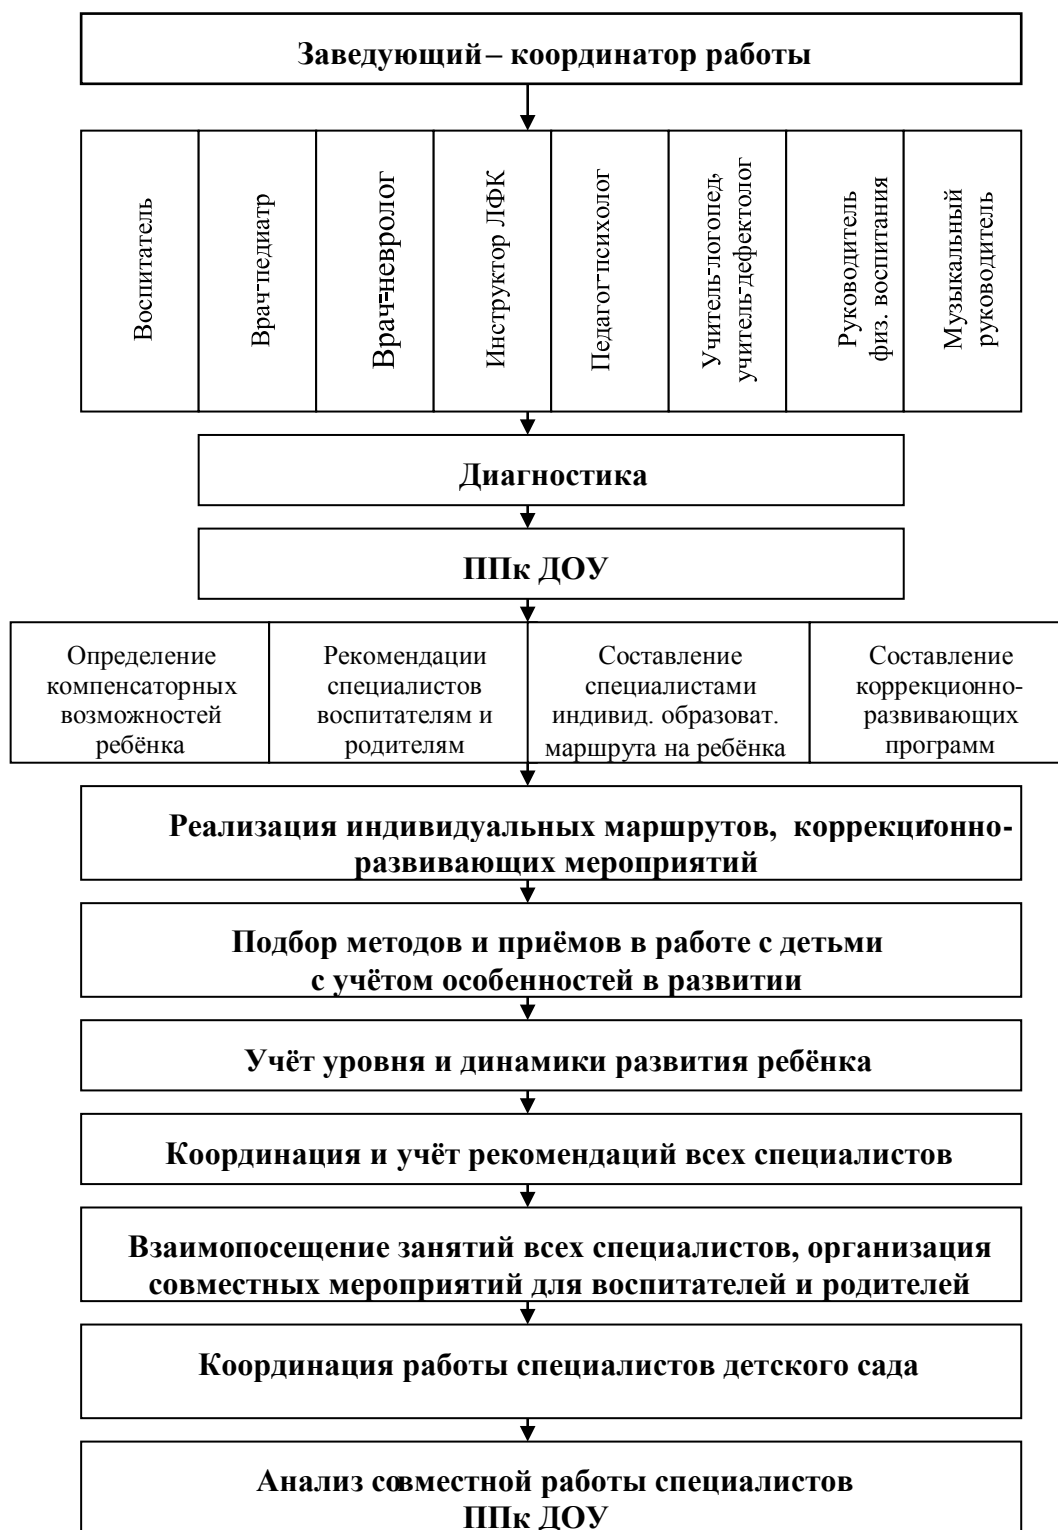 Заведующий – координатор работы
Воспитатель
Врач-педиатр
Врач-невролог
Инструктор ЛФК
Педагог-психолог
Учитель-логопед,
учитель-дефектолог
Руководитель
физ. воспитания
Музыкальный
руководитель
Диагностика
ППк ДОУ
Определение
компенсаторных
возможностей
ребёнка
Рекомендации
специалистов
воспитателям и
родителям
Составление
специалистами
индивид. образоват.
маршрута на ребёнка
Составление
коррекционно-
развивающих
программ
Реализация индивидуальных маршрутов, коррекционно-
развивающих мероприятий
Подбор методов и приёмов в работе с детьми
с учётом особенностей в развитии
Учёт уровня и динамики развития ребёнка
Координация и учёт рекомендаций всех специалистов
Взаимопосещение занятий всех специалистов, организация
совместных мероприятий для воспитателей и родителей
Координация работы специалистов детского сада
Анализ совместной работы специалистов
ППк ДОУ